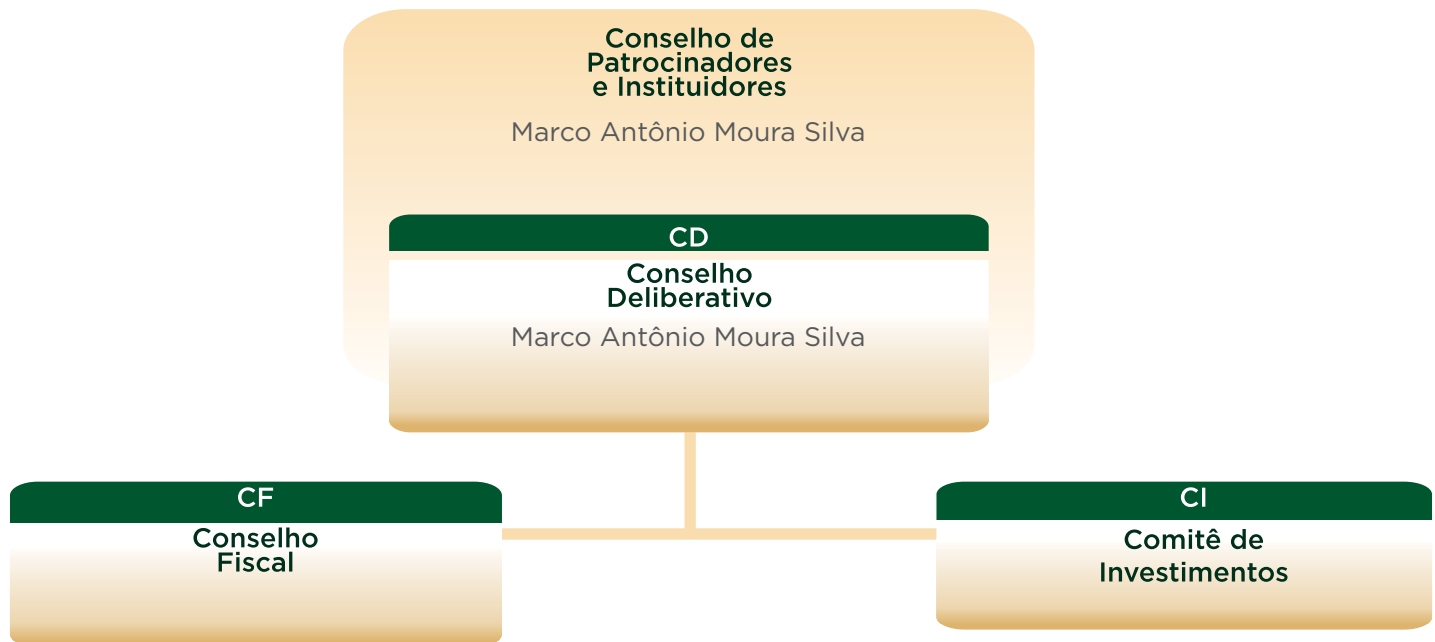 Conselho de
Patrocinadores
e Instituidores
Marco Antônio Moura Silva
CD
Conselho
Deliberativo
Marco Antônio Moura Silva
CF
Conselho
Fiscal
CI
Comitê de
Investimentos